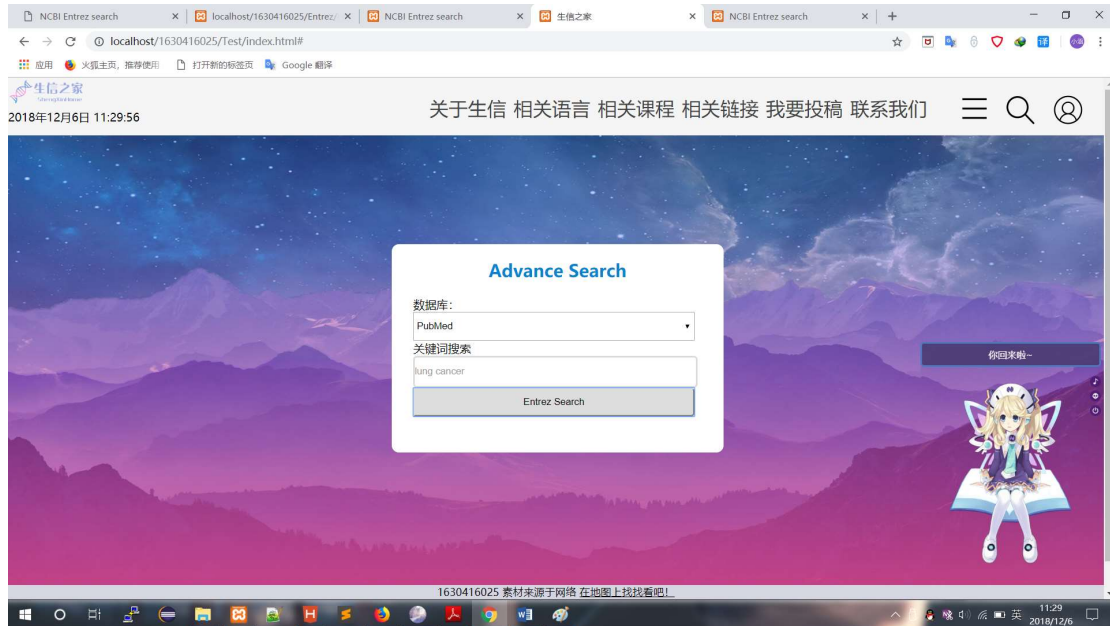 NCBI Entrez search
localhost/1630416025/Entrez/
NCBI Entrez search
生信之家
NCBI Entrez search
localhost/1630416025/Test/index.html#
应用
火狐主页, 推荐使用
打开新的标签页
Google 翻译
生信之家
2018年12月6日 11:29:56
关于生信 相关语言 相关课程 相关链接 我要投稿 联系我们
Advance Search
数据库:
PubMed
关键词搜索
lung cancer
Entrez Search
你回来啦~
1630416025 素材来源于网络 在地图上找找看吧!
英
11:29
2018/12/6